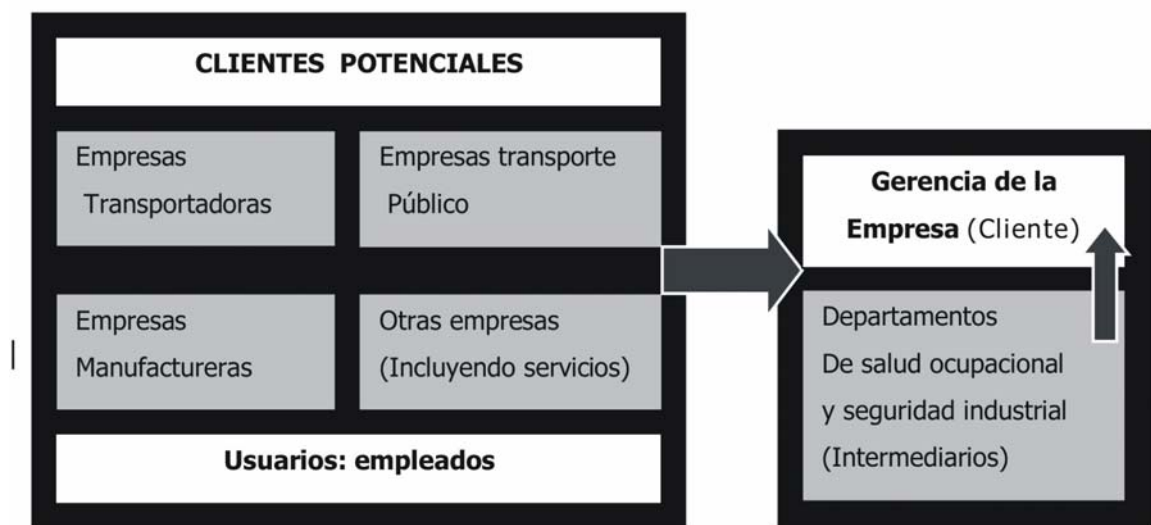 CLIENTES POTENCIALES
Empresas
Transportadoras
Empresas transporte
Público
Empresas
Manufactureras
Otras empresas
(Incluyendo servicios)
Usuarios: empleados
Gerencia de la
Empresa (Cliente)
Departamentos
De salud ocupacional
y seguridad industrial
(Intermediarios)